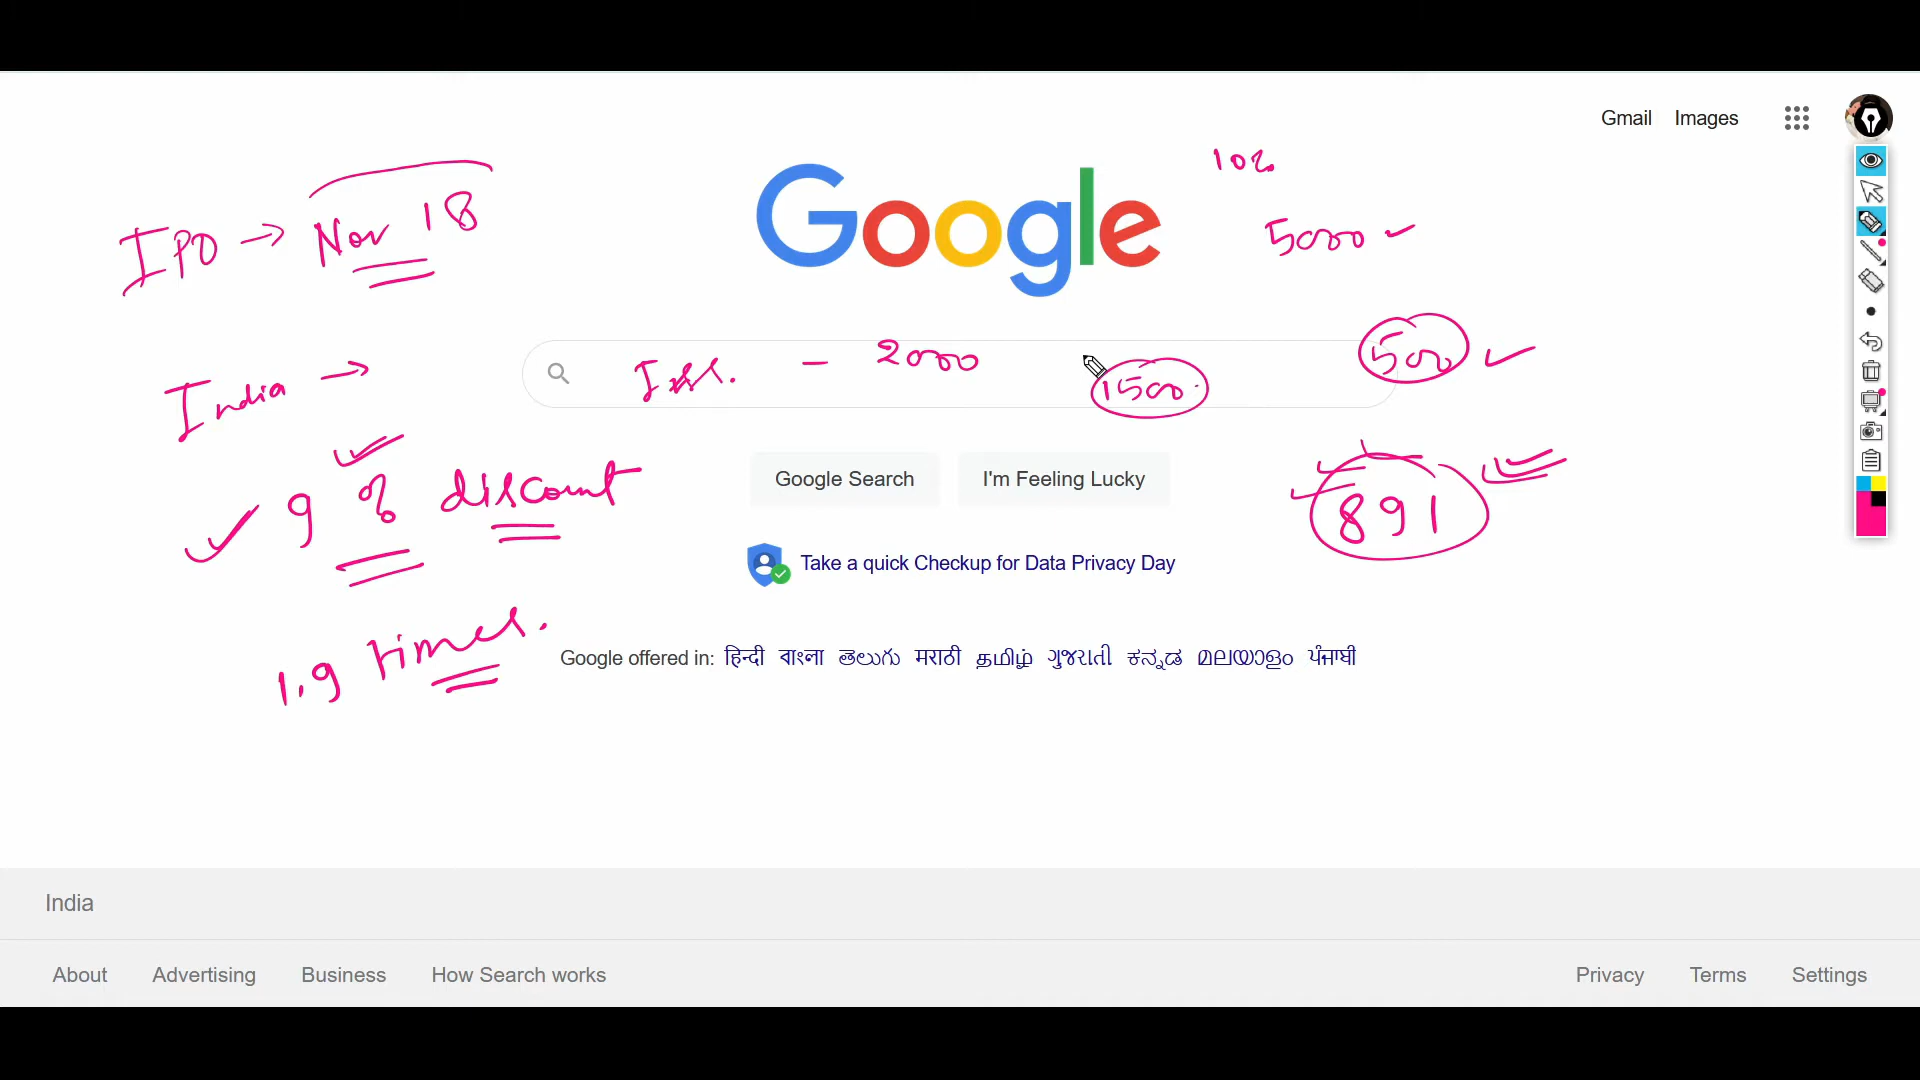 Gmail Images
10%
IPO → Nov 18
Google
5000
India →
- 2000
1500
500
9 % discount
Google Search I'm Feeling Lucky
891
Take a quick Checkup for Data Privacy Day
1.9 times.
Google offered in: हिन्दी বাংলা తెలుగు मराठी தமிழ் ગુજરાતી ಕನ್ನಡ മലയാളം ਪੰਜਾਬੀ
India
About Advertising Business How Search works Privacy Terms Settings